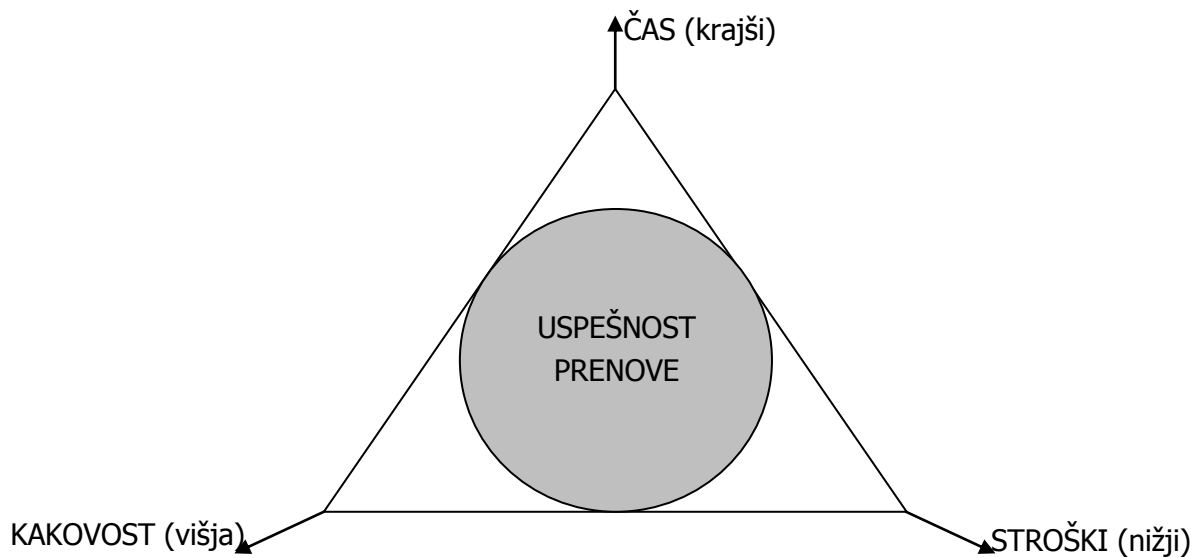 ČAS (krajši)
USPEŠNOST
PRENOVE
KAKOVOST (višja)
STROŠKI (nižji)